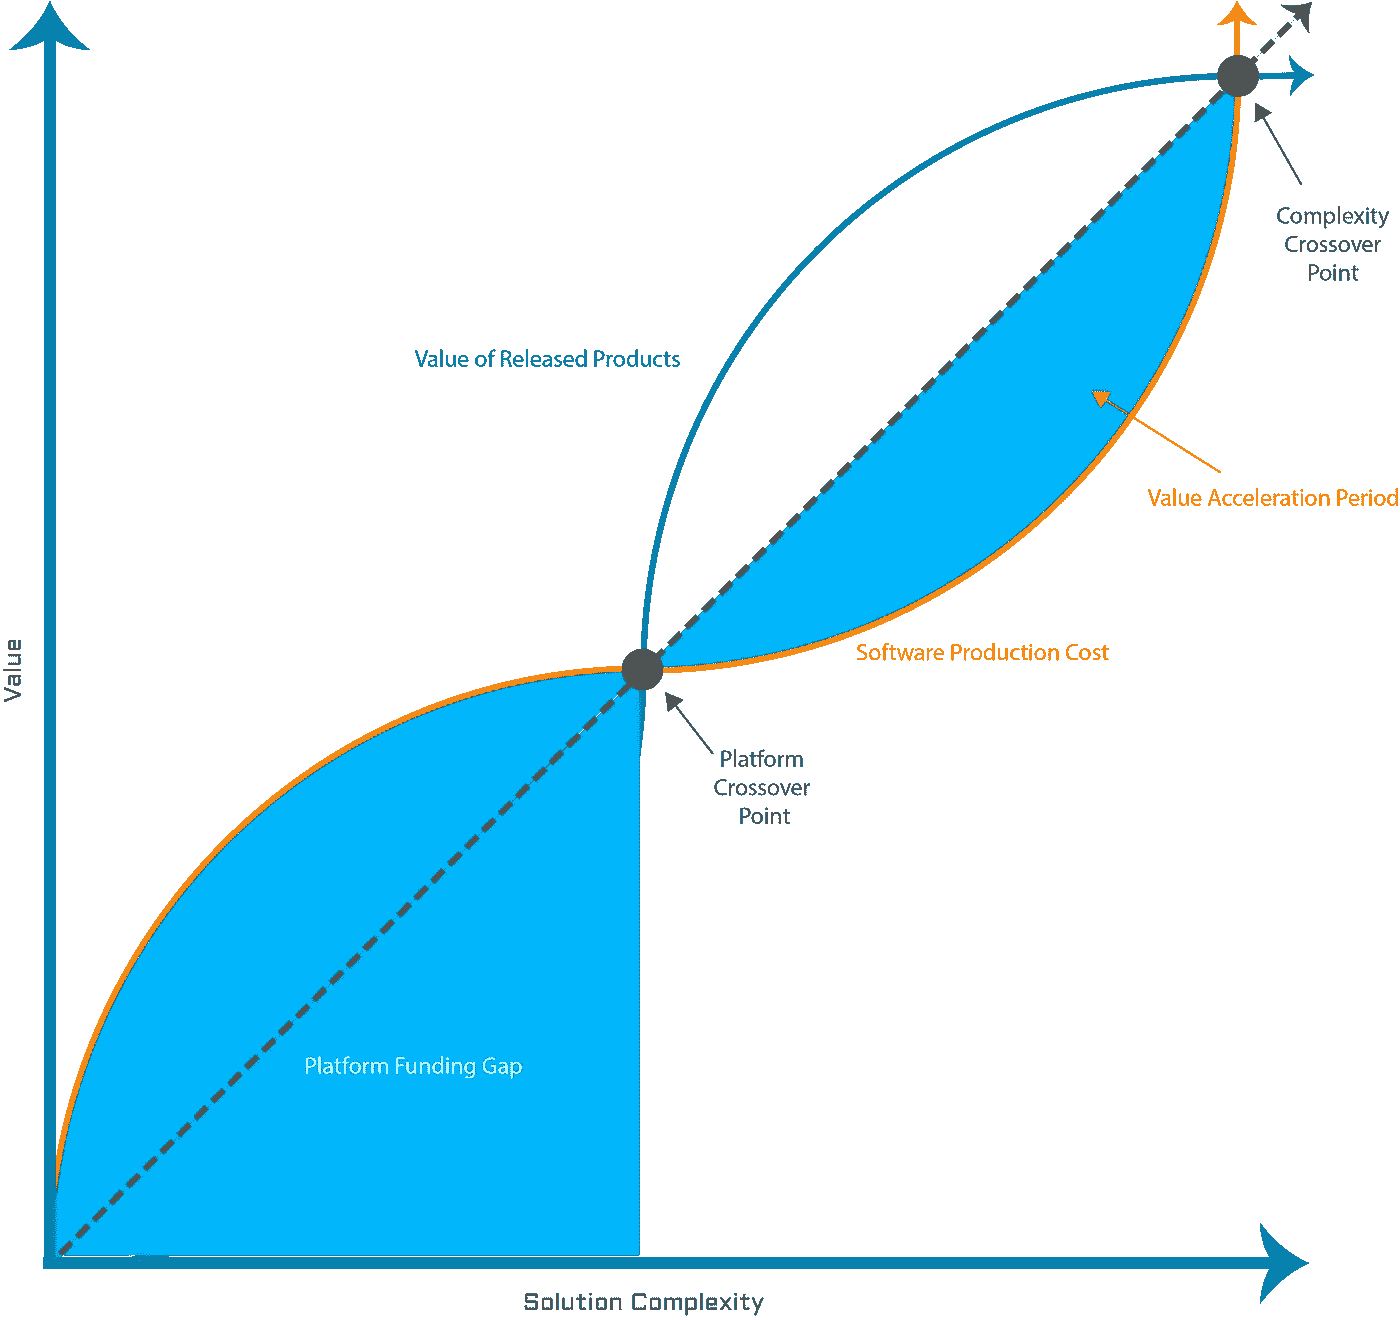 Complexity
Crossover
Point
Value of Released Products
Value Acceleration Period
Software Production Cost
Value
Platform
Crossover
Point
Platform Funding Gap
Solution Complexity